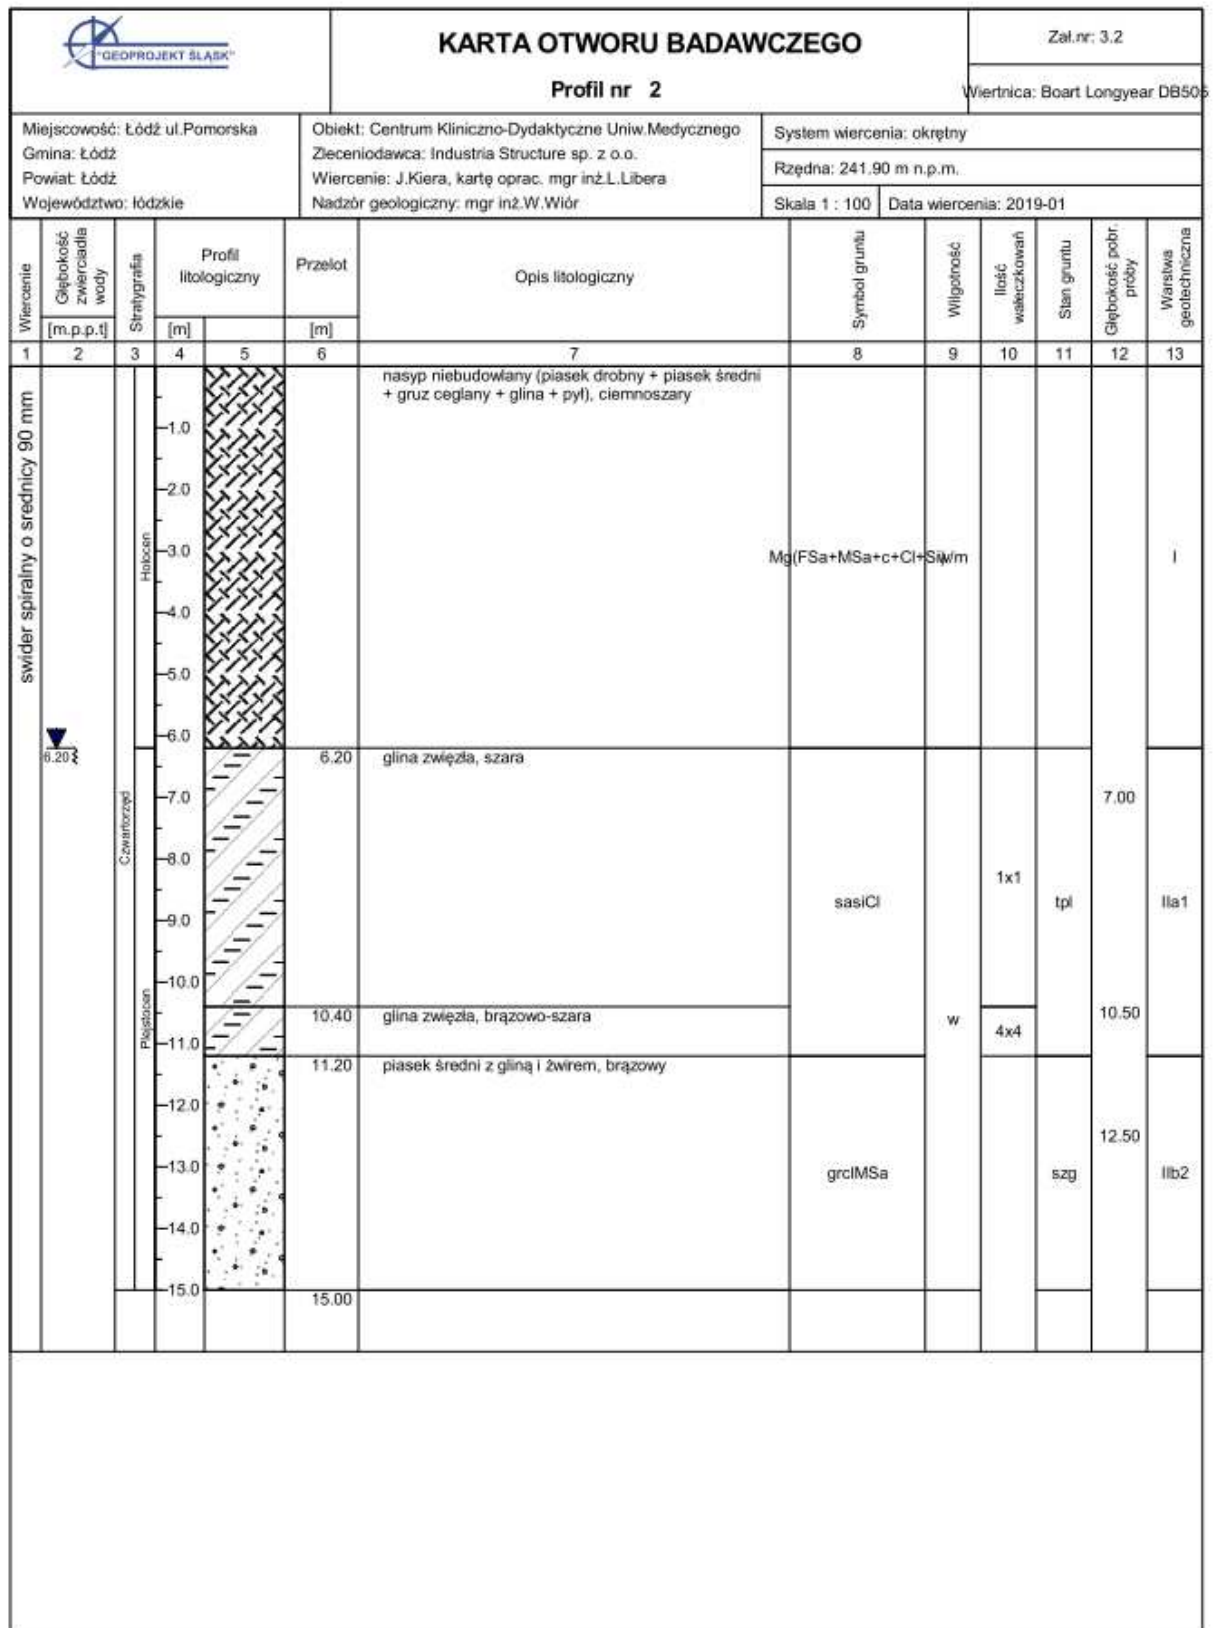 "GEOPROJEKT ŚLĄSK"
KARTA OTWORU BADAWCZEGO
Profil nr 2
Zał.nr: 3.2
Wiertnica: Boart Longyear DB505
Miejscowość: Łódź ul.Pomorska
Gmina: Łódź
Powiat: Łódź
Województwo: łódzkie
Obiekt: Centrum Kliniczno-Dydaktyczne Uniw.Medycznego
Zleceniodawca: Industria Structure sp. z o.o.
Wiercenie: J.Kiera, kartę oprac. mgr inż.L.Libera
Nadzór geologiczny: mgr inż.W.Wiór
System wiercenia: okrętny
Rzędna: 241.90 m n.p.m.
Skala 1 : 100
Data wiercenia: 2019-01
Wiercenie
Głębokość
zwierciadła
wody
[m.p.p.t]
Stratygrafia
Profil
litologiczny
[m]
Przelot
[m]
Opis litologiczny
Symbol gruntu
Wilgotność
Ilość
wałeczkowań
Stan gruntu
Głębokość pobr.
próby
Warstwa
geotechniczna
1 2 3 4 5 6 7 8 9 10 11 12 13
swider spiralny o srednicy 90 mm
6.20
Czwartorzęd
Holocen
Plejstocen
1.0
2.0
3.0
4.0
5.0
6.0
7.0
8.0
9.0
10.0
11.0
12.0
13.0
14.0
15.0
nasyp niebudowlany (piasek drobny + piasek średni
+ gruz ceglany + glina + pył), ciemnoszary
Mg(FSa+MSa+c+Cl+Si)
w/m
I
6.20 glina zwięzła, szara
7.00
1x1
sasiCl
tpl
IIa1
10.40 glina zwięzła, brązowo-szara
10.50
w
4x4
11.20 piasek średni z gliną i żwirem, brązowy
12.50
grclMSa
szg
IIb2
15.00